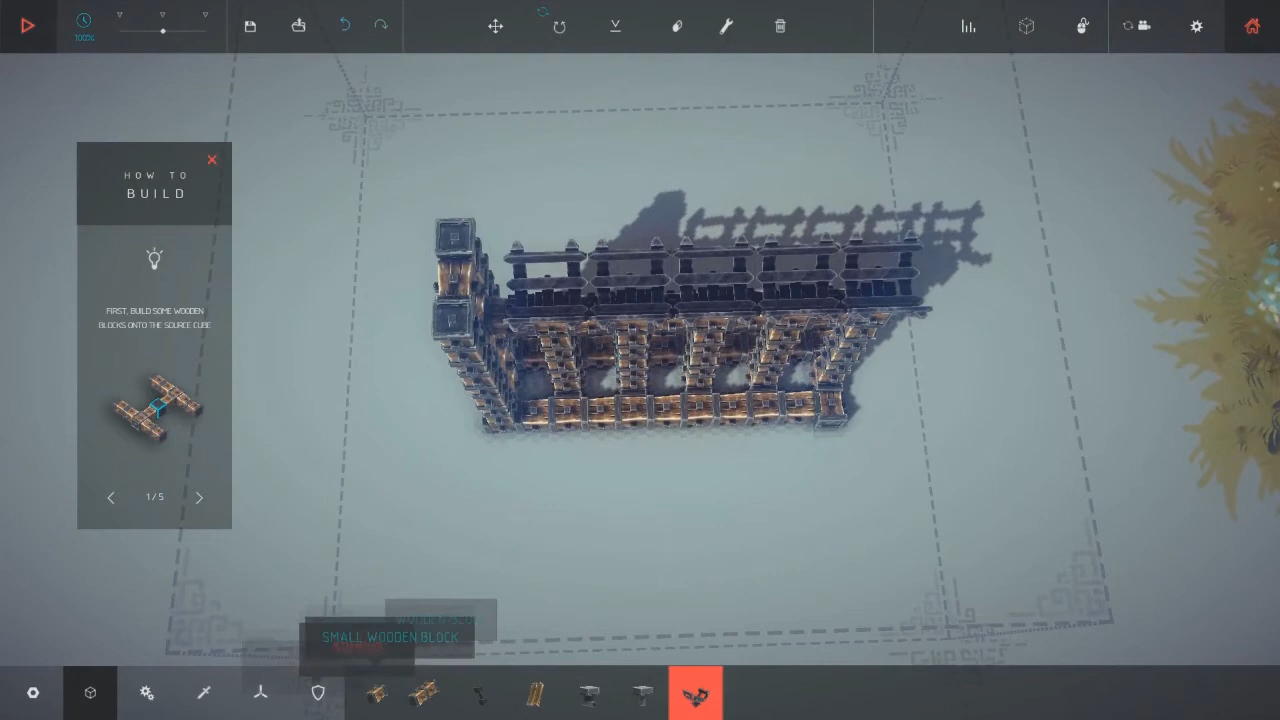 100%
HOW TO
BUILD
FIRST, BUILD SOME WOODEN
BLOCKS ONTO THE SOURCE CUBE
1/5
SMALL WOODEN BLOCK